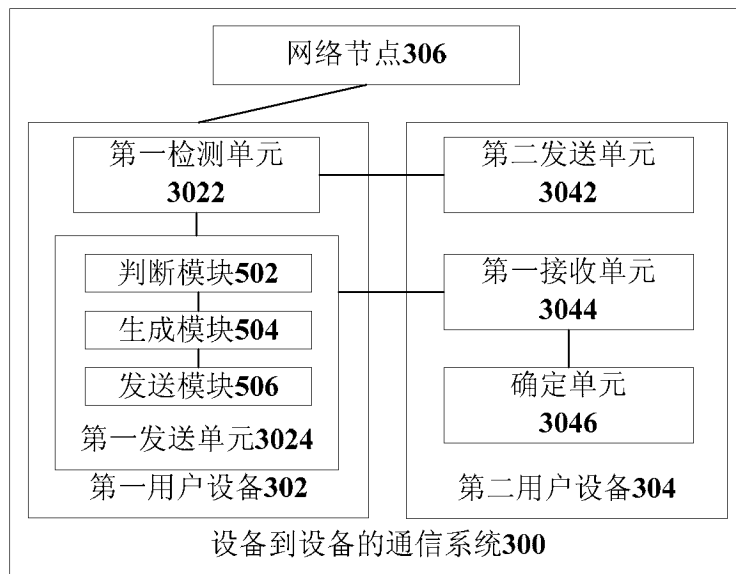 网络节点306
第一检测单元
3022
判断模块502
生成模块504
发送模块506
第一发送单元3024
第一用户设备302
第二发送单元
3042
第一接收单元
3044
确定单元
3046
第二用户设备304
设备到设备的通信系统300